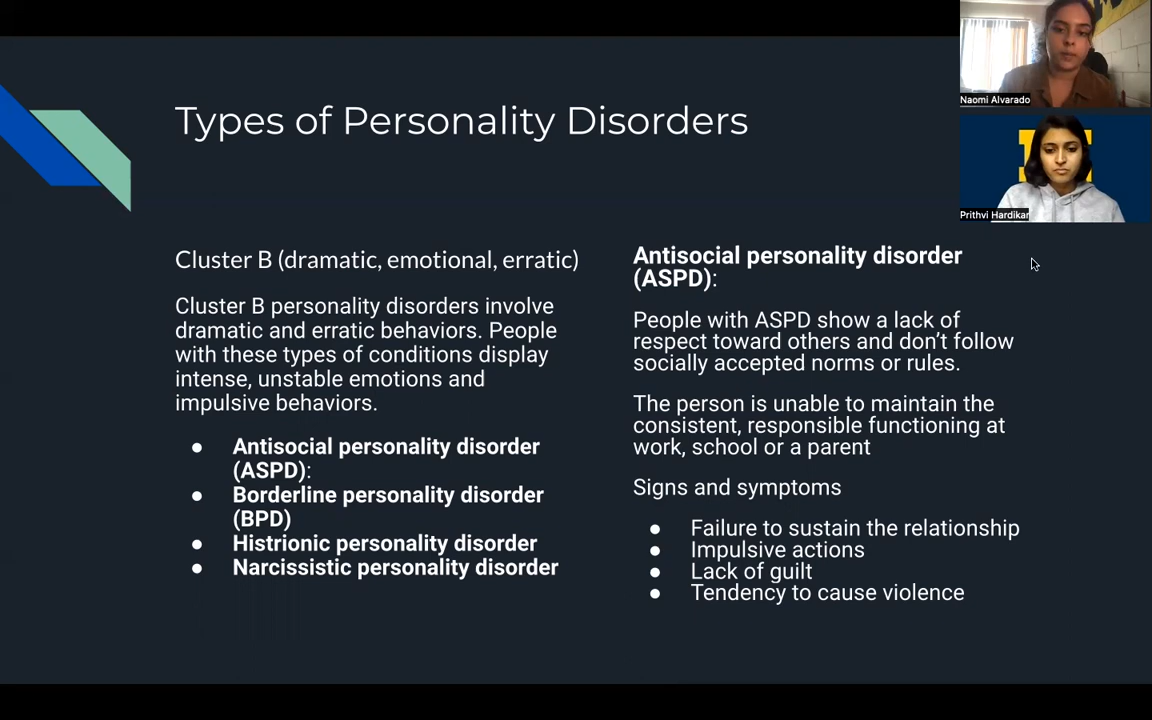 Types of Personality Disorders
Cluster B (dramatic, emotional, erratic)
Cluster B personality disorders involve
dramatic and erratic behaviors. People
with these types of conditions display
intense, unstable emotions and
impulsive behaviors.
● Antisocial personality disorder
(ASPD):
● Borderline personality disorder
(BPD)
● Histrionic personality disorder
● Narcissistic personality disorder
Antisocial personality disorder
(ASPD):
People with ASPD show a lack of
respect toward others and don’t follow
socially accepted norms or rules.
The person is unable to maintain the
consistent, responsible functioning at
work, school or a parent
Signs and symptoms
● Failure to sustain the relationship
● Impulsive actions
● Lack of guilt
● Tendency to cause violence
Naomi Alvarado
Prithvi Hardikar